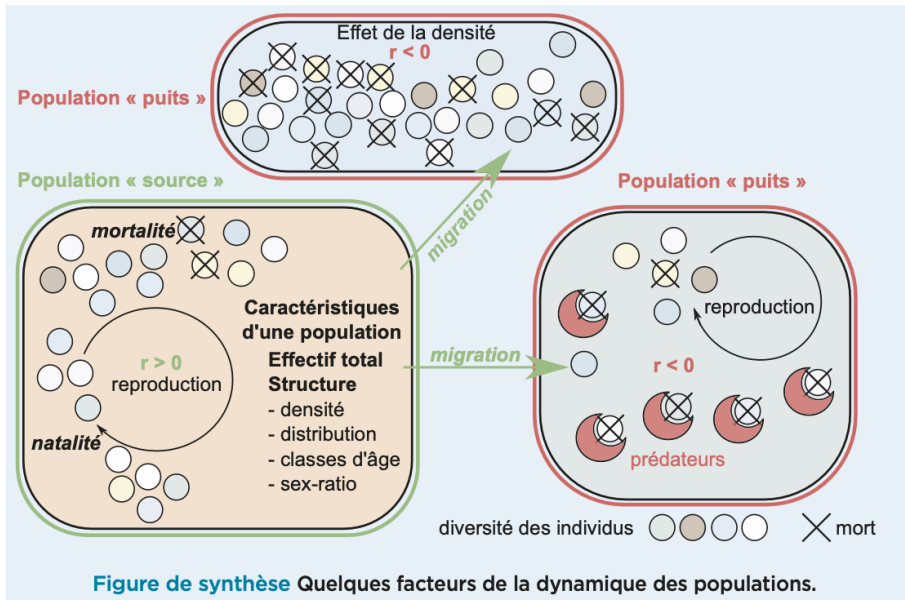 Effet de la densité
r < 0
Population « puits »
Population « source »
Population « puits »
mortalité
migration
Caractéristiques
d'une population
Effectif total
Structure
- densité
- distribution
- classes d'âge
- sex-ratio
r > 0
reproduction
natalité
migration
reproduction
r < 0
prédateurs
diversité des individus
mort
Figure de synthèse Quelques facteurs de la dynamique des populations.